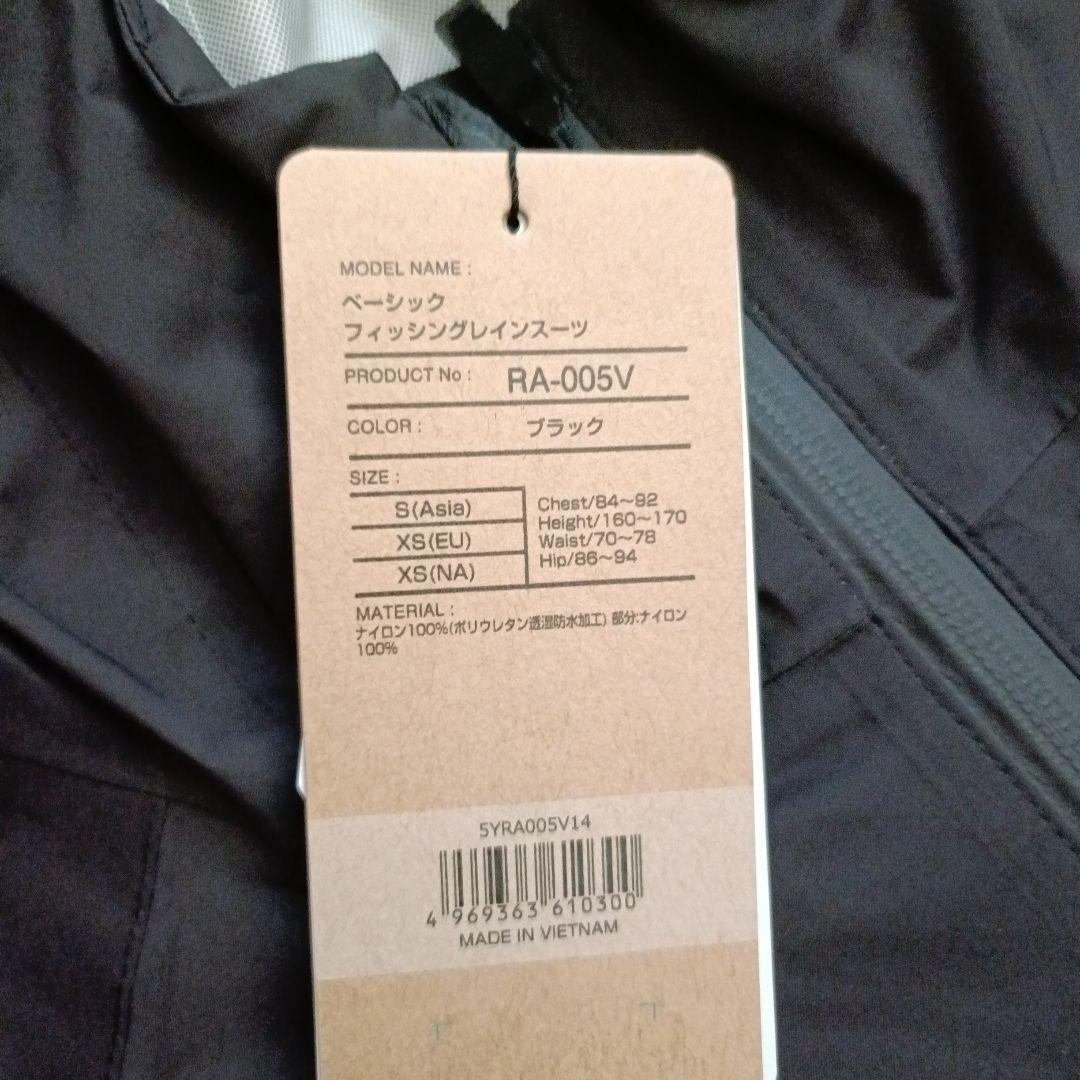 MODEL NAME :
ベーシック
フィッシングレインスーツ
PRODUCT No : RA-005V
COLOR : ブラック
SIZE :
S(Asia)
XS(EU)
XS(NA)
Chest/84～92
Height/160～170
Waist/70～78
Hip/86～94
MATERIAL :
ナイロン100%(ポリウレタン透湿防水加工) 部分:ナイロン
100%
5YRA005V14
4 969363 610300
MADE IN VIETNAM